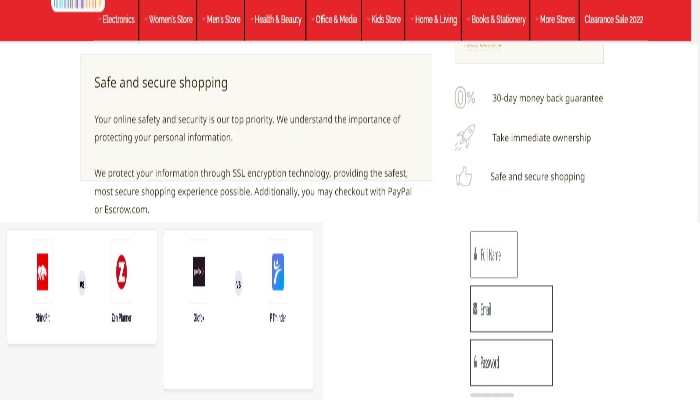 Electronics Women's Store Men's Store Health & Beauty Office & Media Kids Store Home & Living Books & Stationery More Stores Clearance Sale 2022
Safe and secure shopping
Your online safety and security is our top priority. We understand the importance of
protecting your personal information.
We protect your information through SSL encryption technology, providing the safest,
most secure shopping experience possible. Additionally, you may checkout with PayPal
or Escrow.com.
0% 30-day money back guarantee
Take immediate ownership
Safe and secure shopping
VS
Zen Planner
VS
Full Name
Email
Password